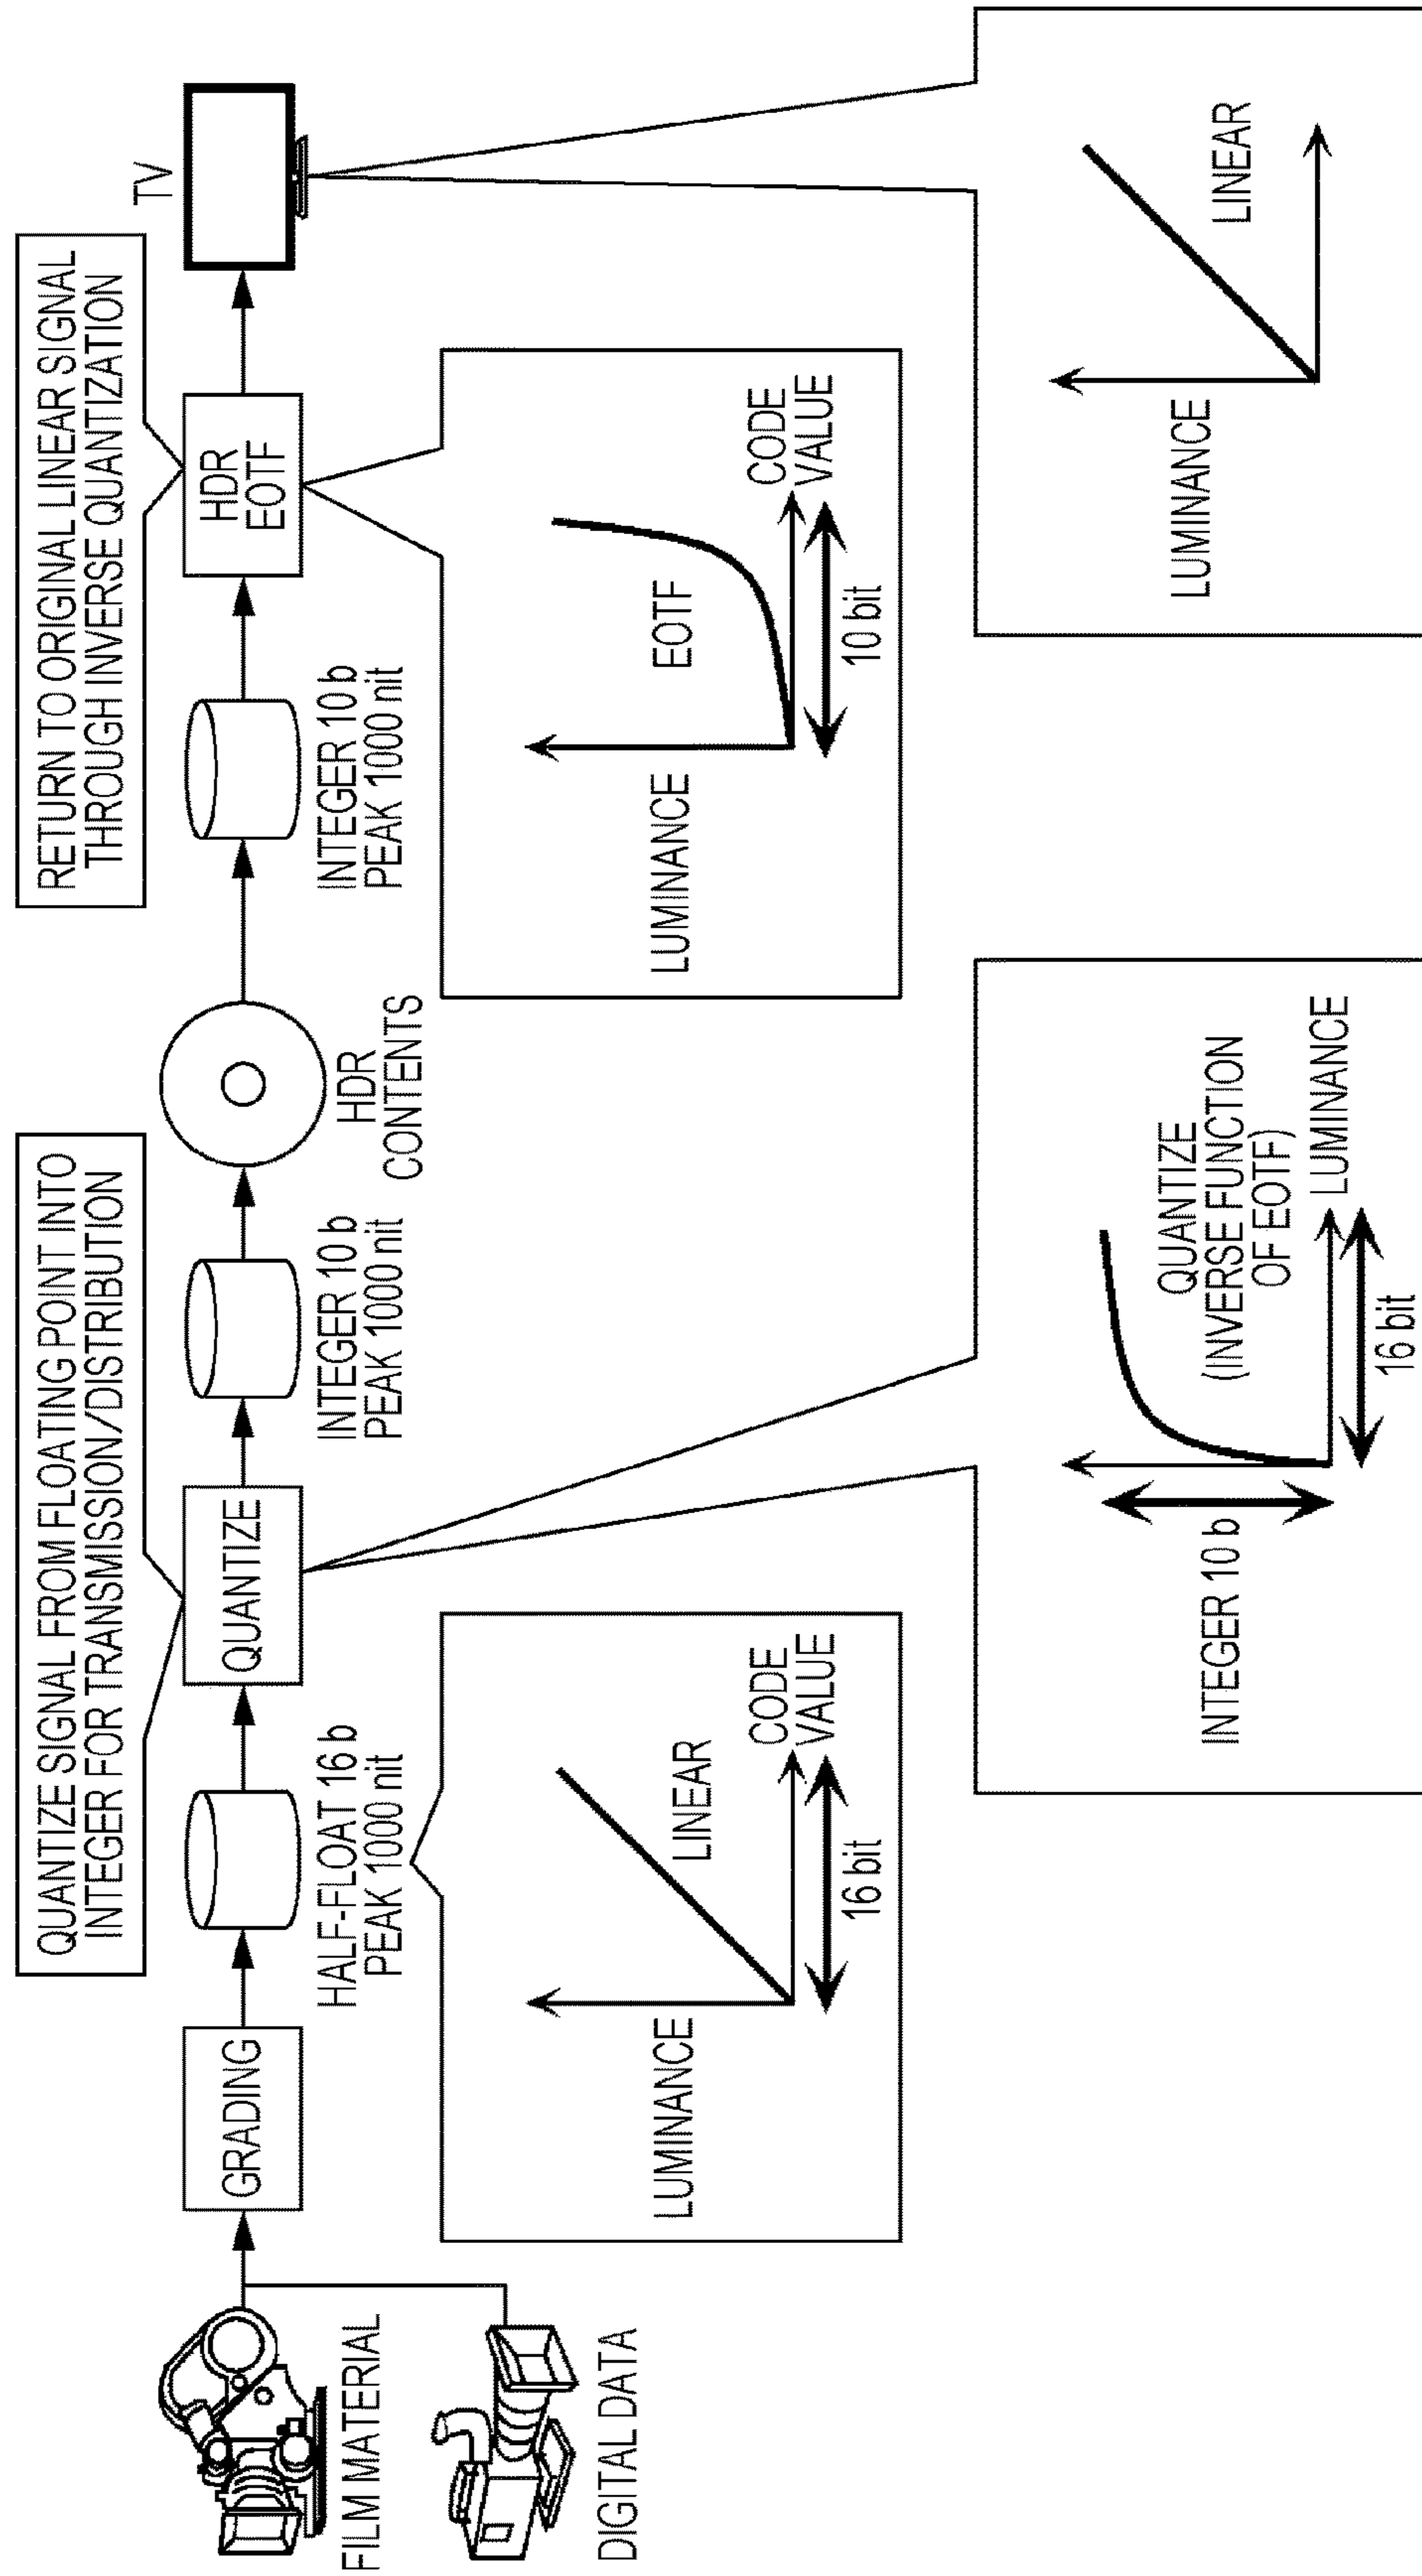 QUANTIZE SIGNAL FROM FLOATING POINT INTO
INTEGER FOR TRANSMISSION/DISTRIBUTION
RETURN TO ORIGINAL LINEAR SIGNAL
THROUGH INVERSE QUANTIZATION
FILM MATERIAL
DIGITAL DATA
GRADING
HALF-FLOAT 16 b
PEAK 1000 nit
QUANTIZE
INTEGER 10 b
PEAK 1000 nit
HDR
CONTENTS
INTEGER 10 b
PEAK 1000 nit
HDR
EOTF
TV
LUMINANCE
LINEAR
CODE
VALUE
16 bit
LUMINANCE
EOTF
CODE
VALUE
10 bit
INTEGER 10 b
QUANTIZE
(INVERSE FUNCTION
OF EOTF)
LUMINANCE
16 bit
LUMINANCE
LINEAR